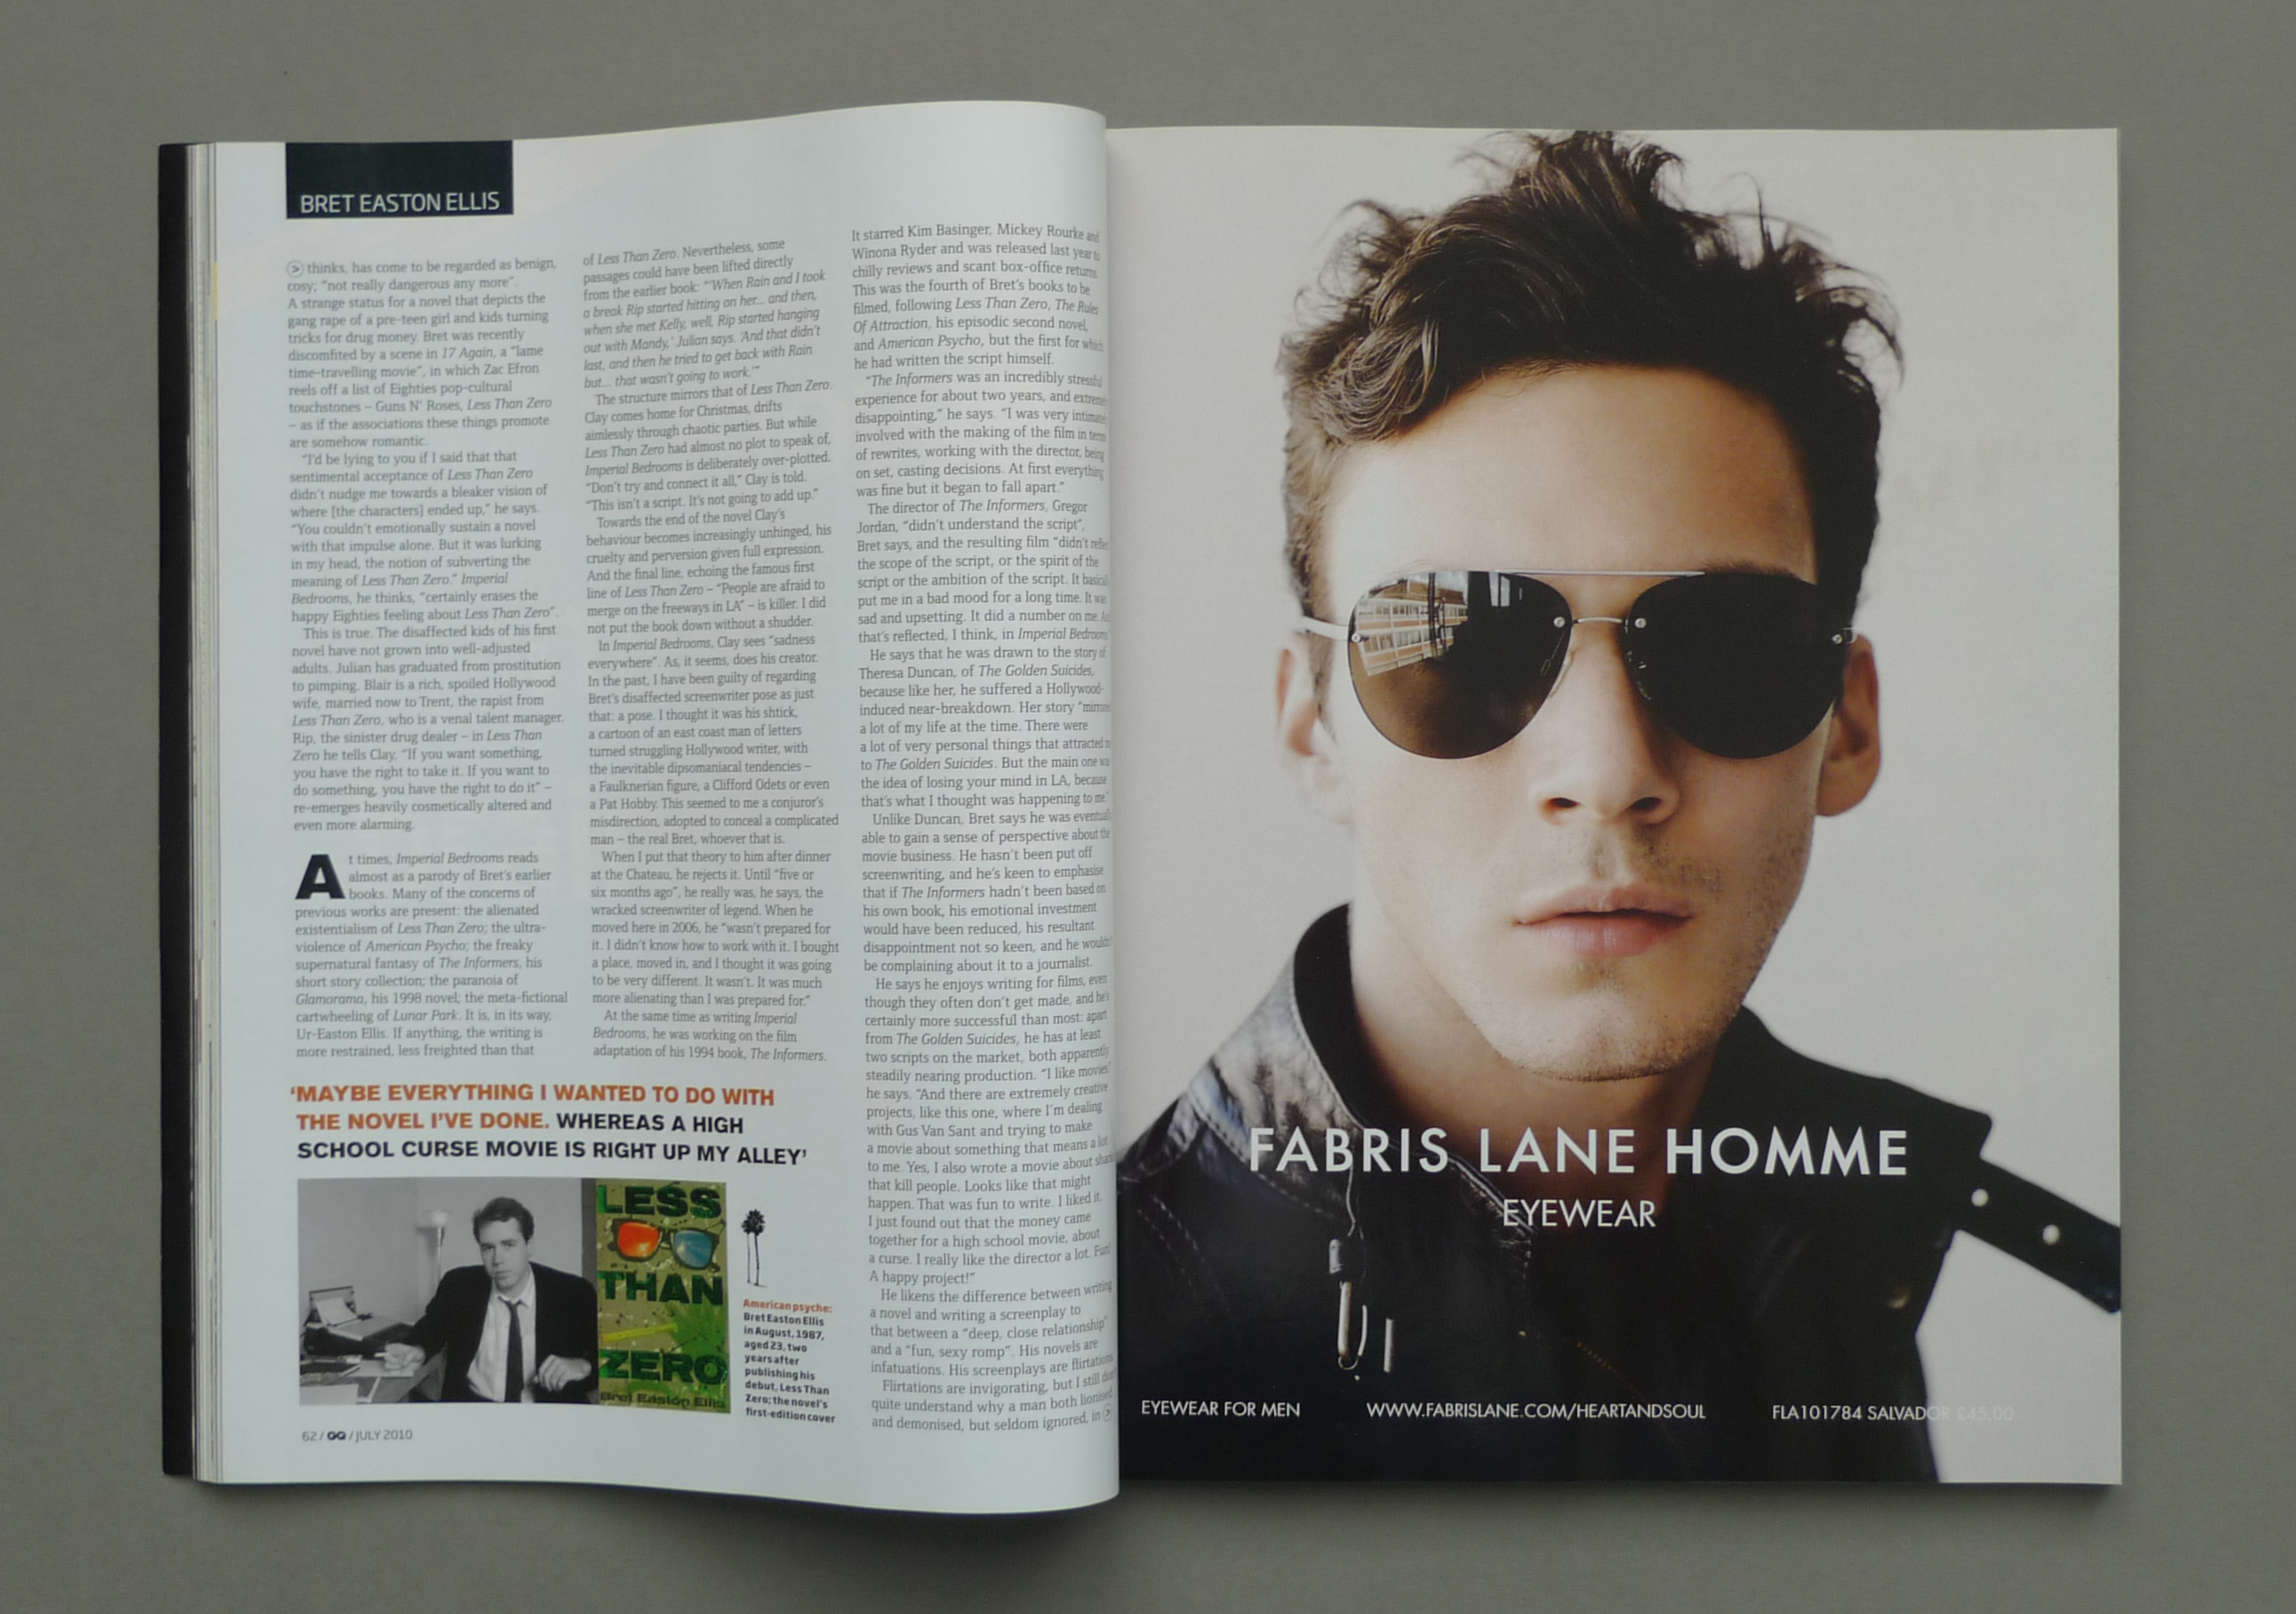 BRET EASTON ELLIS
> thinks, has come to be regarded as benign,
cosy; “not really dangerous any more”.
A strange status for a novel that depicts the
gang rape of a pre-teen girl and kids turning
tricks for drug money. Bret was recently
discomfited by a scene in 17 Again, a “lame
time-travelling movie”, in which Zac Efron
reels off a list of Eighties pop-cultural
touchstones – Guns N’ Roses, Less Than Zero
– as if the associations these things promote
are somehow romantic.
“I’d be lying to you if I said that that
sentimental acceptance of Less Than Zero
didn’t nudge me towards a bleaker vision of
where [the characters] ended up,” he says.
“You couldn’t emotionally sustain a novel
with that impulse alone. But it was lurking
in my head, the notion of subverting the
meaning of Less Than Zero.” Imperial
Bedrooms, he thinks, “certainly erases the
happy Eighties feeling about Less Than Zero”.
This is true. The disaffected kids of his first
novel have not grown into well-adjusted
adults. Julian has graduated from prostitution
to pimping. Blair is a rich, spoiled Hollywood
wife, married now to Trent, the rapist from
Less Than Zero, who is a venal talent manager.
Rip, the sinister drug dealer – in Less Than
Zero he tells Clay, “If you want something,
you have the right to take it. If you want to
do something, you have the right to do it” –
re-emerges heavily cosmetically altered and
even more alarming.
At times, Imperial Bedrooms reads
almost as a parody of Bret’s earlier
books. Many of the concerns of
previous works are present: the alienated
existentialism of Less Than Zero; the ultra-
violence of American Psycho; the freaky
supernatural fantasy of The Informers, his
short story collection; the paranoia of
Glamorama, his 1998 novel; the meta-fictional
cartwheeling of Lunar Park. It is, in its way,
Ur-Easton Ellis. If anything, the writing is
more restrained, less freighted than that
of Less Than Zero. Nevertheless, some
passages could have been lifted directly
from the earlier book: “‘When Rain and I took
a break Rip started hitting on her... and then,
when she met Kelly, well, Rip started hanging
out with Mandy,’ Julian says. ‘And that didn’t
last, and then he tried to get back with Rain
but... that wasn’t going to work.’”
The structure mirrors that of Less Than Zero.
Clay comes home for Christmas, drifts
aimlessly through chaotic parties. But while
Less Than Zero had almost no plot to speak of,
Imperial Bedrooms is deliberately over-plotted.
“Don’t try and connect it all,” Clay is told.
“This isn’t a script. It’s not going to add up.”
Towards the end of the novel Clay’s
behaviour becomes increasingly unhinged, his
cruelty and perversion given full expression.
And the final line, echoing the famous first
line of Less Than Zero – “People are afraid to
merge on the freeways in LA” – is killer. I did
not put the book down without a shudder.
In Imperial Bedrooms, Clay sees “sadness
everywhere”. As, it seems, does his creator.
In the past, I have been guilty of regarding
Bret’s disaffected screenwriter pose as just
that: a pose. I thought it was his shtick,
a cartoon of an east coast man of letters
turned struggling Hollywood writer, with
the inevitable dipsomaniacal tendencies –
a Faulknerian figure, a Clifford Odets or even
a Pat Hobby. This seemed to me a conjuror’s
misdirection, adopted to conceal a complicated
man – the real Bret, whoever that is.
When I put that theory to him after dinner
at the Chateau, he rejects it. Until “five or
six months ago”, he really was, he says, the
wracked screenwriter of legend. When he
moved here in 2006, he “wasn’t prepared for
it. I didn’t know how to work with it. I bought
a place, moved in, and I thought it was going
to be very different. It wasn’t. It was much
more alienating than I was prepared for.”
At the same time as writing Imperial
Bedrooms, he was working on the film
adaptation of his 1994 book, The Informers.
It starred Kim Basinger, Mickey Rourke and
Winona Ryder and was released last year to
chilly reviews and scant box-office returns.
This was the fourth of Bret’s books to be
filmed, following Less Than Zero, The Rules
Of Attraction, his episodic second novel,
and American Psycho, but the first for which
he had written the script himself.
“The Informers was an incredibly stressful
experience for about two years, and
disappointing,” he says. “I was very
involved with the making of the film in
of rewrites, working with the director, being
on set, casting decisions. At first everything
was fine but it began to fall apart.”
The director of The Informers, Gregor
Jordan, “didn’t understand the script”,
Bret says, and the resulting film “didn’t
the scope of the script, or the spirit of the
script or the ambition of the script. It
put me in a bad mood for a long time. It was
sad and upsetting. It did a number on me.
that’s reflected, I think, in Imperial
He says that he was drawn to the story of
Theresa Duncan, of The Golden Suicides,
because like her, he suffered a Hollywood-
induced near-breakdown. Her story
a lot of my life at the time. There were
a lot of very personal things that attracted
to The Golden Suicides. But the main one
the idea of losing your mind in LA, because
that’s what I thought was happening to me.”
Unlike Duncan, Bret says he was
able to gain a sense of perspective about the
movie business. He hasn’t been put off
screenwriting, and he’s keen to emphasise
that if The Informers hadn’t been based on
his own book, his emotional investment
would have been reduced, his resultant
disappointment not so keen, and he
be complaining about it to a journalist.
He says he enjoys writing for films, even
though they often don’t get made, and he’s
certainly more successful than most: apart
from The Golden Suicides, he has at least
two scripts on the market, both apparently
steadily nearing production. “I like movies,”
he says. “And there are extremely creative
projects, like this one, where I’m dealing
with Gus Van Sant and trying to make
a movie about something that means a lot
to me. Yes, I also wrote a movie about
that kill people. Looks like that might
happen. That was fun to write. I liked it.
I just found out that the money came
together for a high school movie, about
a curse. I really like the director a lot. Fun!
A happy project!”
He likens the difference between writing
a novel and writing a screenplay to
that between a “deep, close relationship”
and a “fun, sexy romp”. His novels are
infatuations. His screenplays are
Flirtations are invigorating, but I still
quite understand why a man both lionised
and demonised, but seldom ignored, in >
‘MAYBE EVERYTHING I WANTED TO DO WITH
THE NOVEL I’VE DONE. WHEREAS A HIGH
SCHOOL CURSE MOVIE IS RIGHT UP MY ALLEY’
LESS
THAN
ZERO
Bret Easton Ellis
American psyche:
Bret Easton Ellis
in August, 1987,
aged 23, two
years after
publishing his
debut, Less Than
Zero; the novel’s
first-edition cover
62 / GQ / JULY 2010
FABRIS LANE HOMME
EYEWEAR
EYEWEAR FOR MEN
WWW.FABRISLANE.COM/HEARTANDSOUL
FLA101784 SALVADOR £45.00